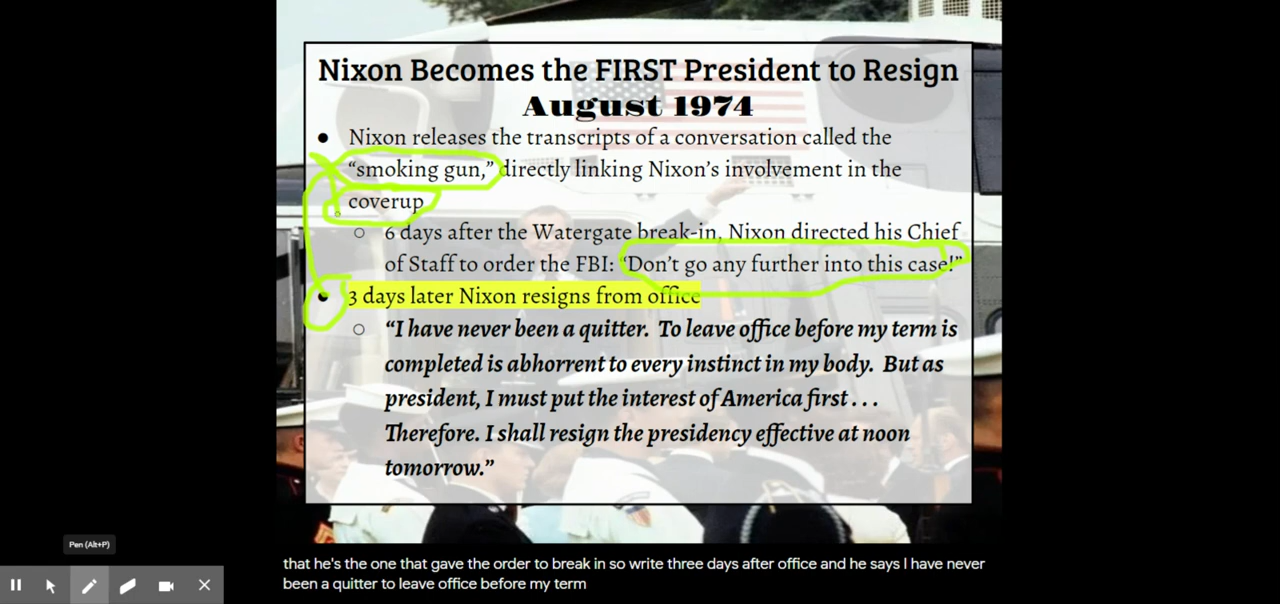 Nixon Becomes the FIRST President to Resign
August 1974
● Nixon releases the transcripts of a conversation called the
“smoking gun,” directly linking Nixon’s involvement in the
coverup
○ 6 days after the Watergate break-in, Nixon directed his Chief
of Staff to order the FBI: “Don’t go any further into this case!”
● 3 days later Nixon resigns from office
○ “I have never been a quitter. To leave office before my term is
completed is abhorrent to every instinct in my body. But as
president, I must put the interest of America first . . .
Therefore. I shall resign the presidency effective at noon
tomorrow.”
Pen (Alt+P)
that he's the one that gave the order to break in so write three days after office and he says I have never
been a quitter to leave office before my term